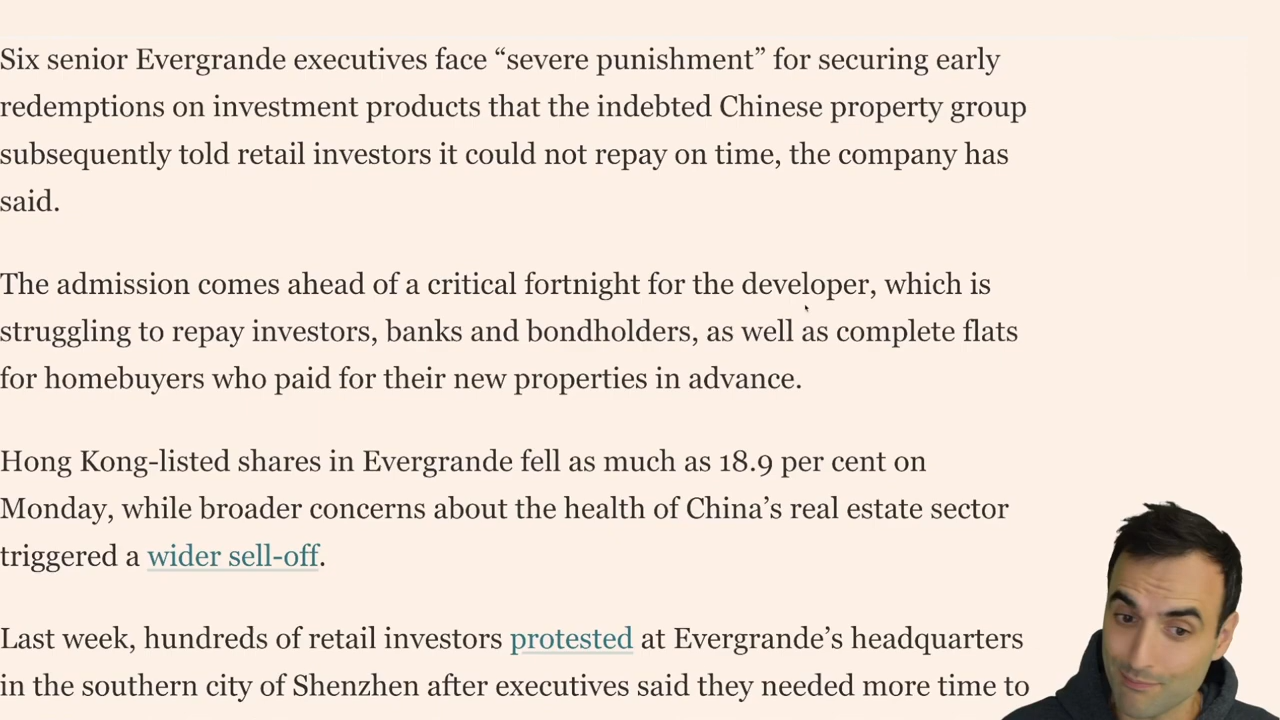 Six senior Evergrande executives face “severe punishment” for securing early
redemptions on investment products that the indebted Chinese property group
subsequently told retail investors it could not repay on time, the company has
said.
The admission comes ahead of a critical fortnight for the developer, which is
struggling to repay investors, banks and bondholders, as well as complete flats
for homebuyers who paid for their new properties in advance.
Hong Kong-listed shares in Evergrande fell as much as 18.9 per cent on
Monday, while broader concerns about the health of China’s real estate sector
triggered a wider sell-off.
Last week, hundreds of retail investors protested at Evergrande’s headquarters
in the southern city of Shenzhen after executives said they needed more time to